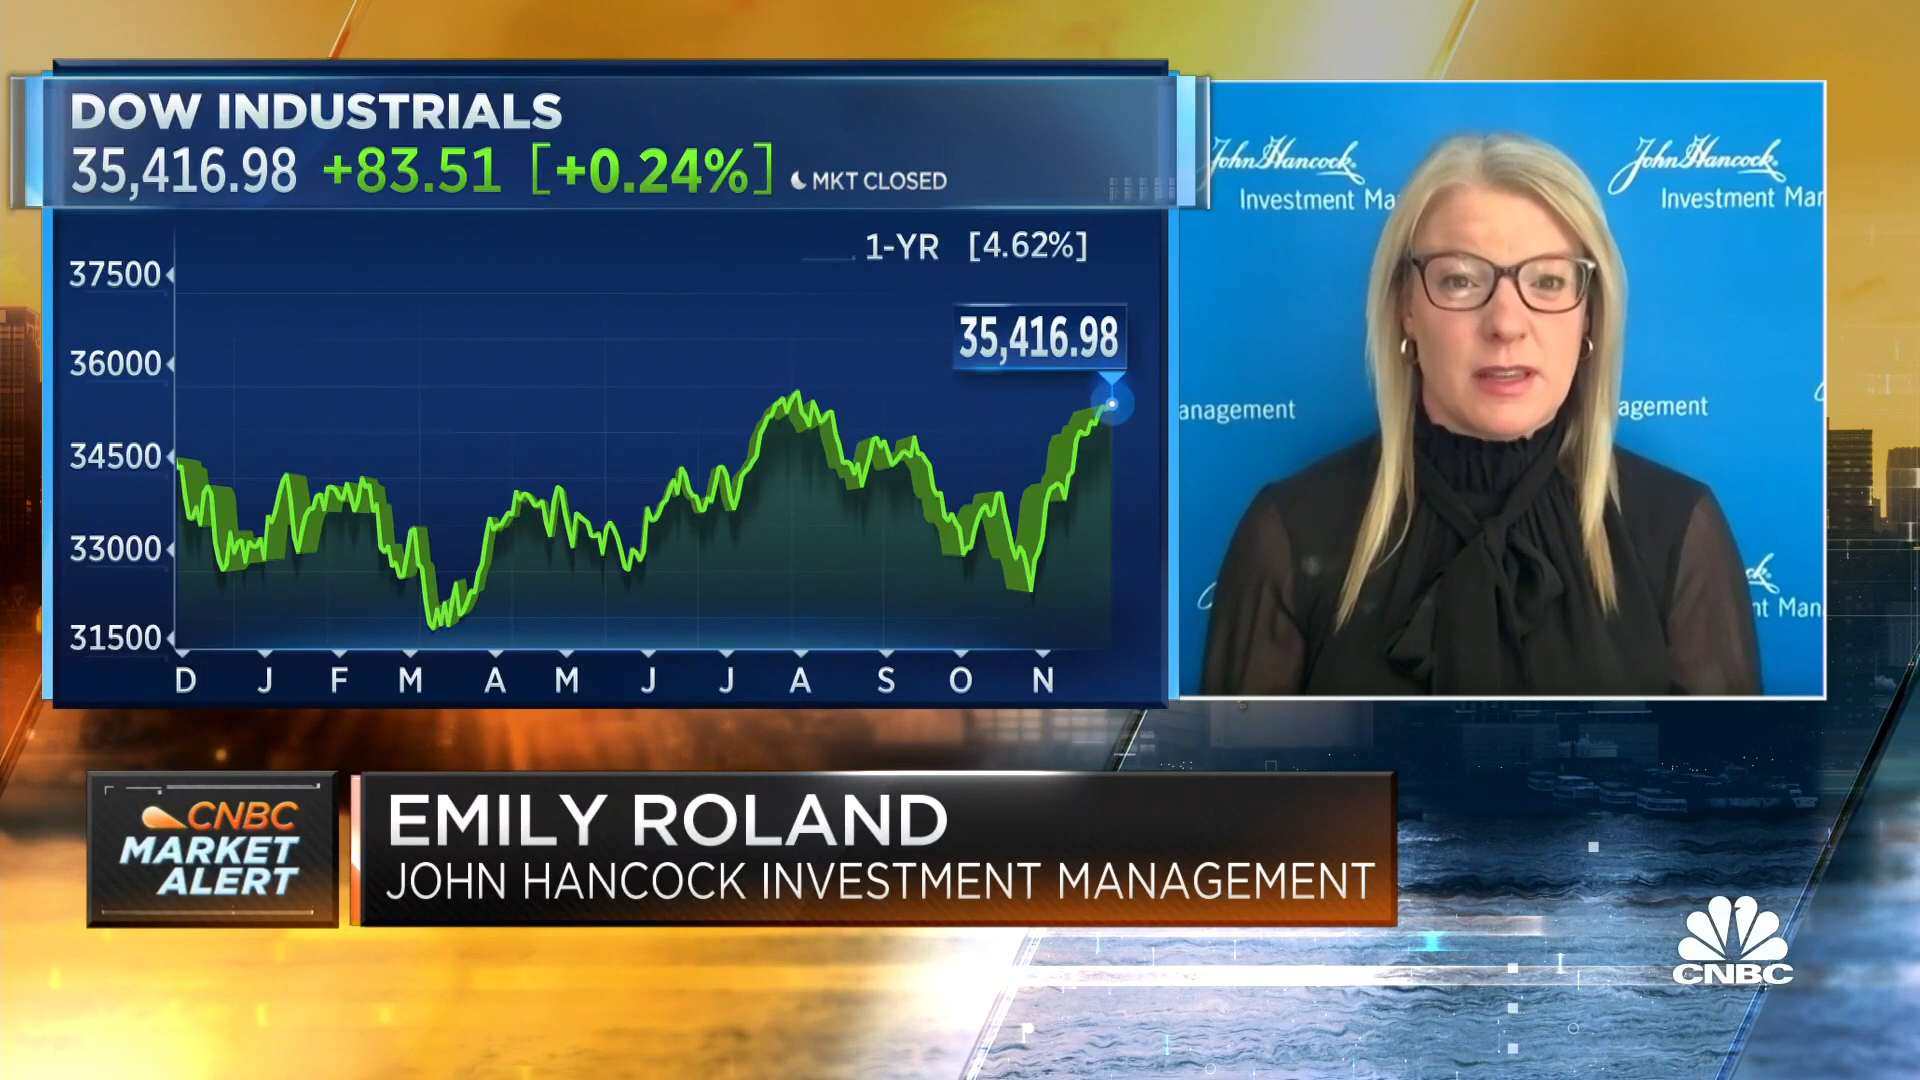 DOW INDUSTRIALS
35,416.98 +83.51 [+0.24%] MKT CLOSED
1-YR [4.62%]
35,416.98
37500
36000
34500
33000
31500
D J F M A M J J A S O N
John Hancock
Investment Ma
John Hancock
Investment Man
anagement
agement
ck
nt Man
CNBC
MARKET
ALERT
EMILY ROLAND
JOHN HANCOCK INVESTMENT MANAGEMENT
CNBC